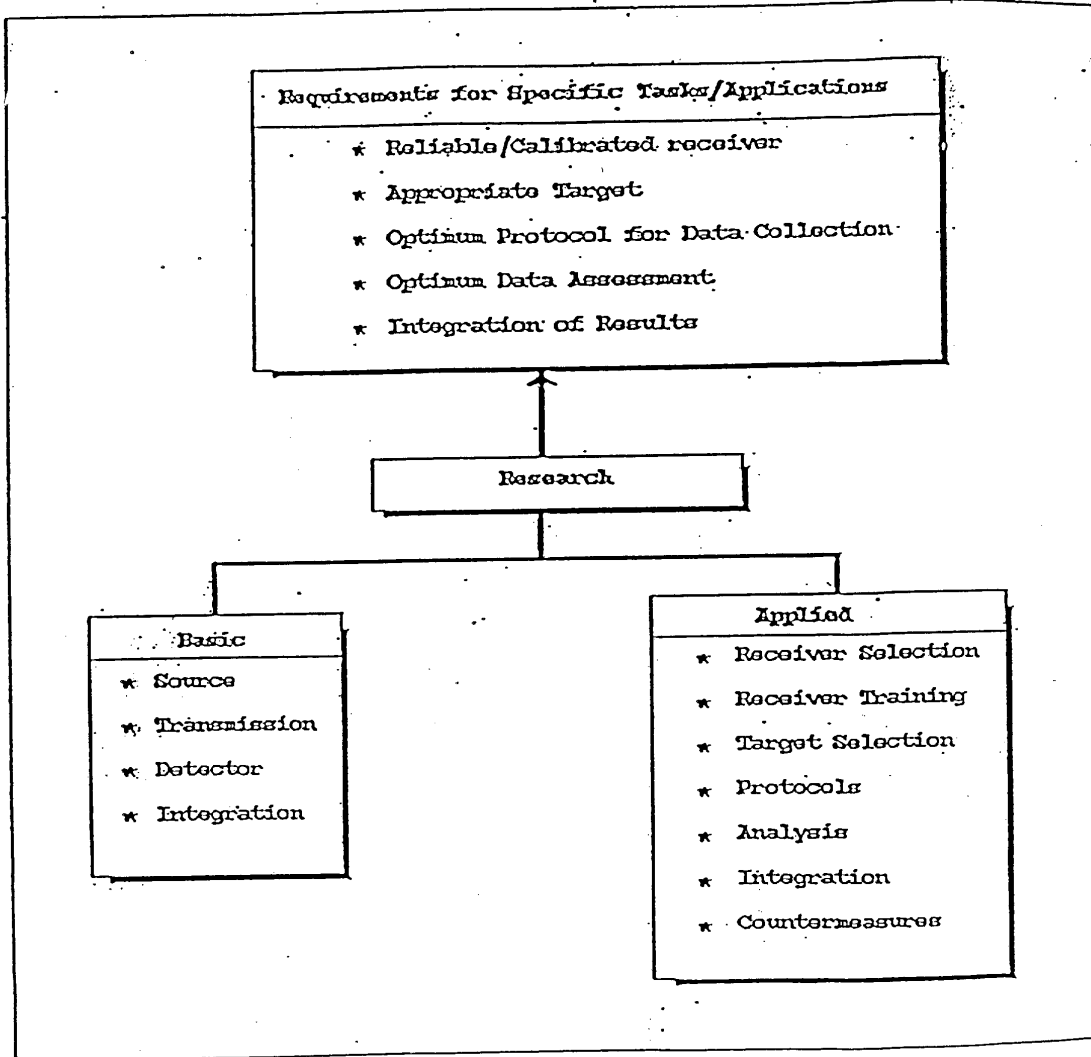 Requirements for Specific Tasks/Applications
* Reliable/Calibrated receiver
* Appropriate Target
* Optimum Protocol for Data Collection
* Optimum Data Assessment
* Integration of Results
Research
Basic
* Source
* Transmission
* Detector
* Integration
Applied
* Receiver Selection
* Receiver Training
* Target Selection
* Protocols
* Analysis
* Integration
* Countermeasures